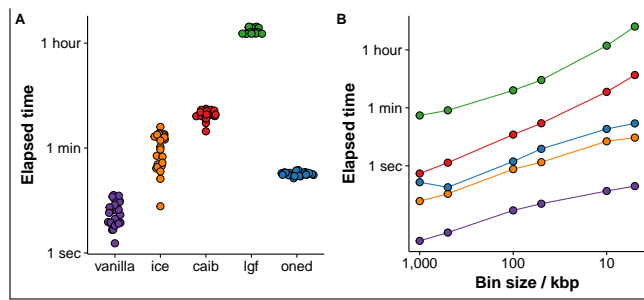 A
Elapsed time
1 hour
1 min
1 sec
vanilla
ice
caib
lgf
oned
B
Elapsed time
1 hour
1 min
1 sec
1,000
100
10
Bin size / kbp